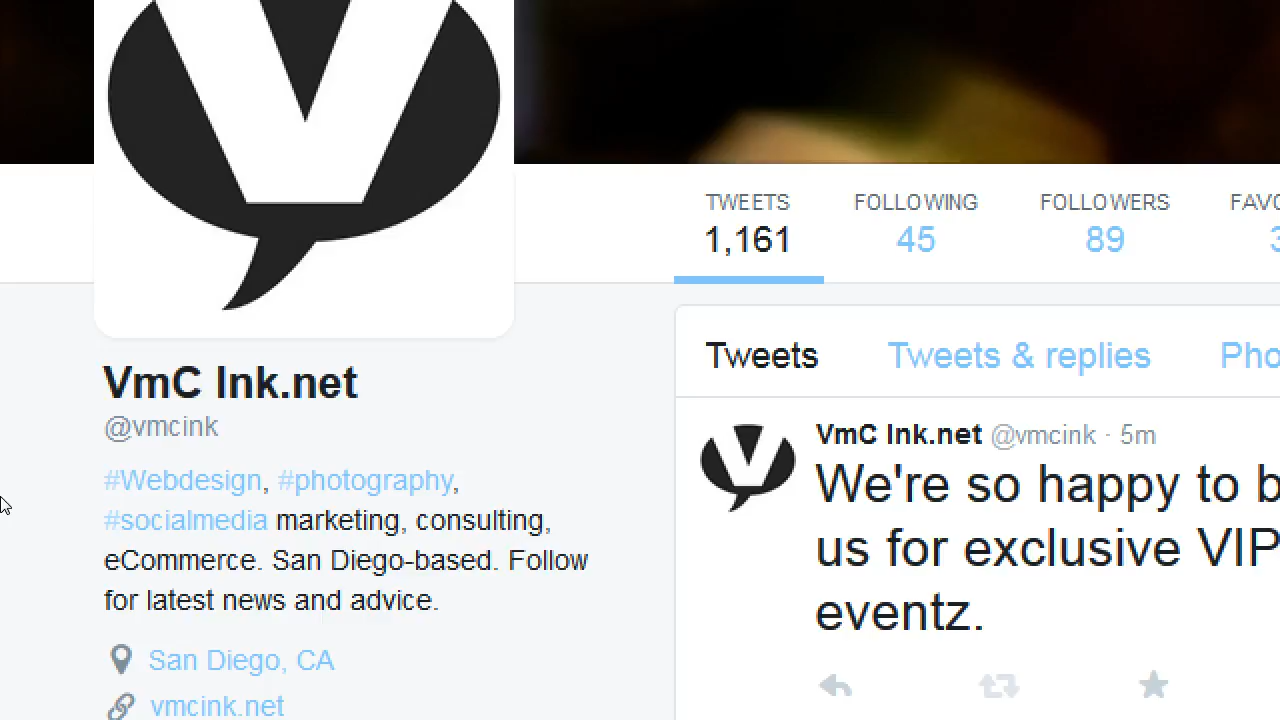 V
TWEETS FOLLOWING FOLLOWERS
1,161 45 89 3
Tweets Tweets & replies
VmC Ink.net
@vmcink
#Webdesign, #photography,
#socialmedia marketing, consulting,
eCommerce. San Diego-based. Follow
for latest news and advice.
San Diego, CA
vmcink.net
V
VmC Ink.net @vmcink · 5m
We're so happy to
us for exclusive VIP
eventz.